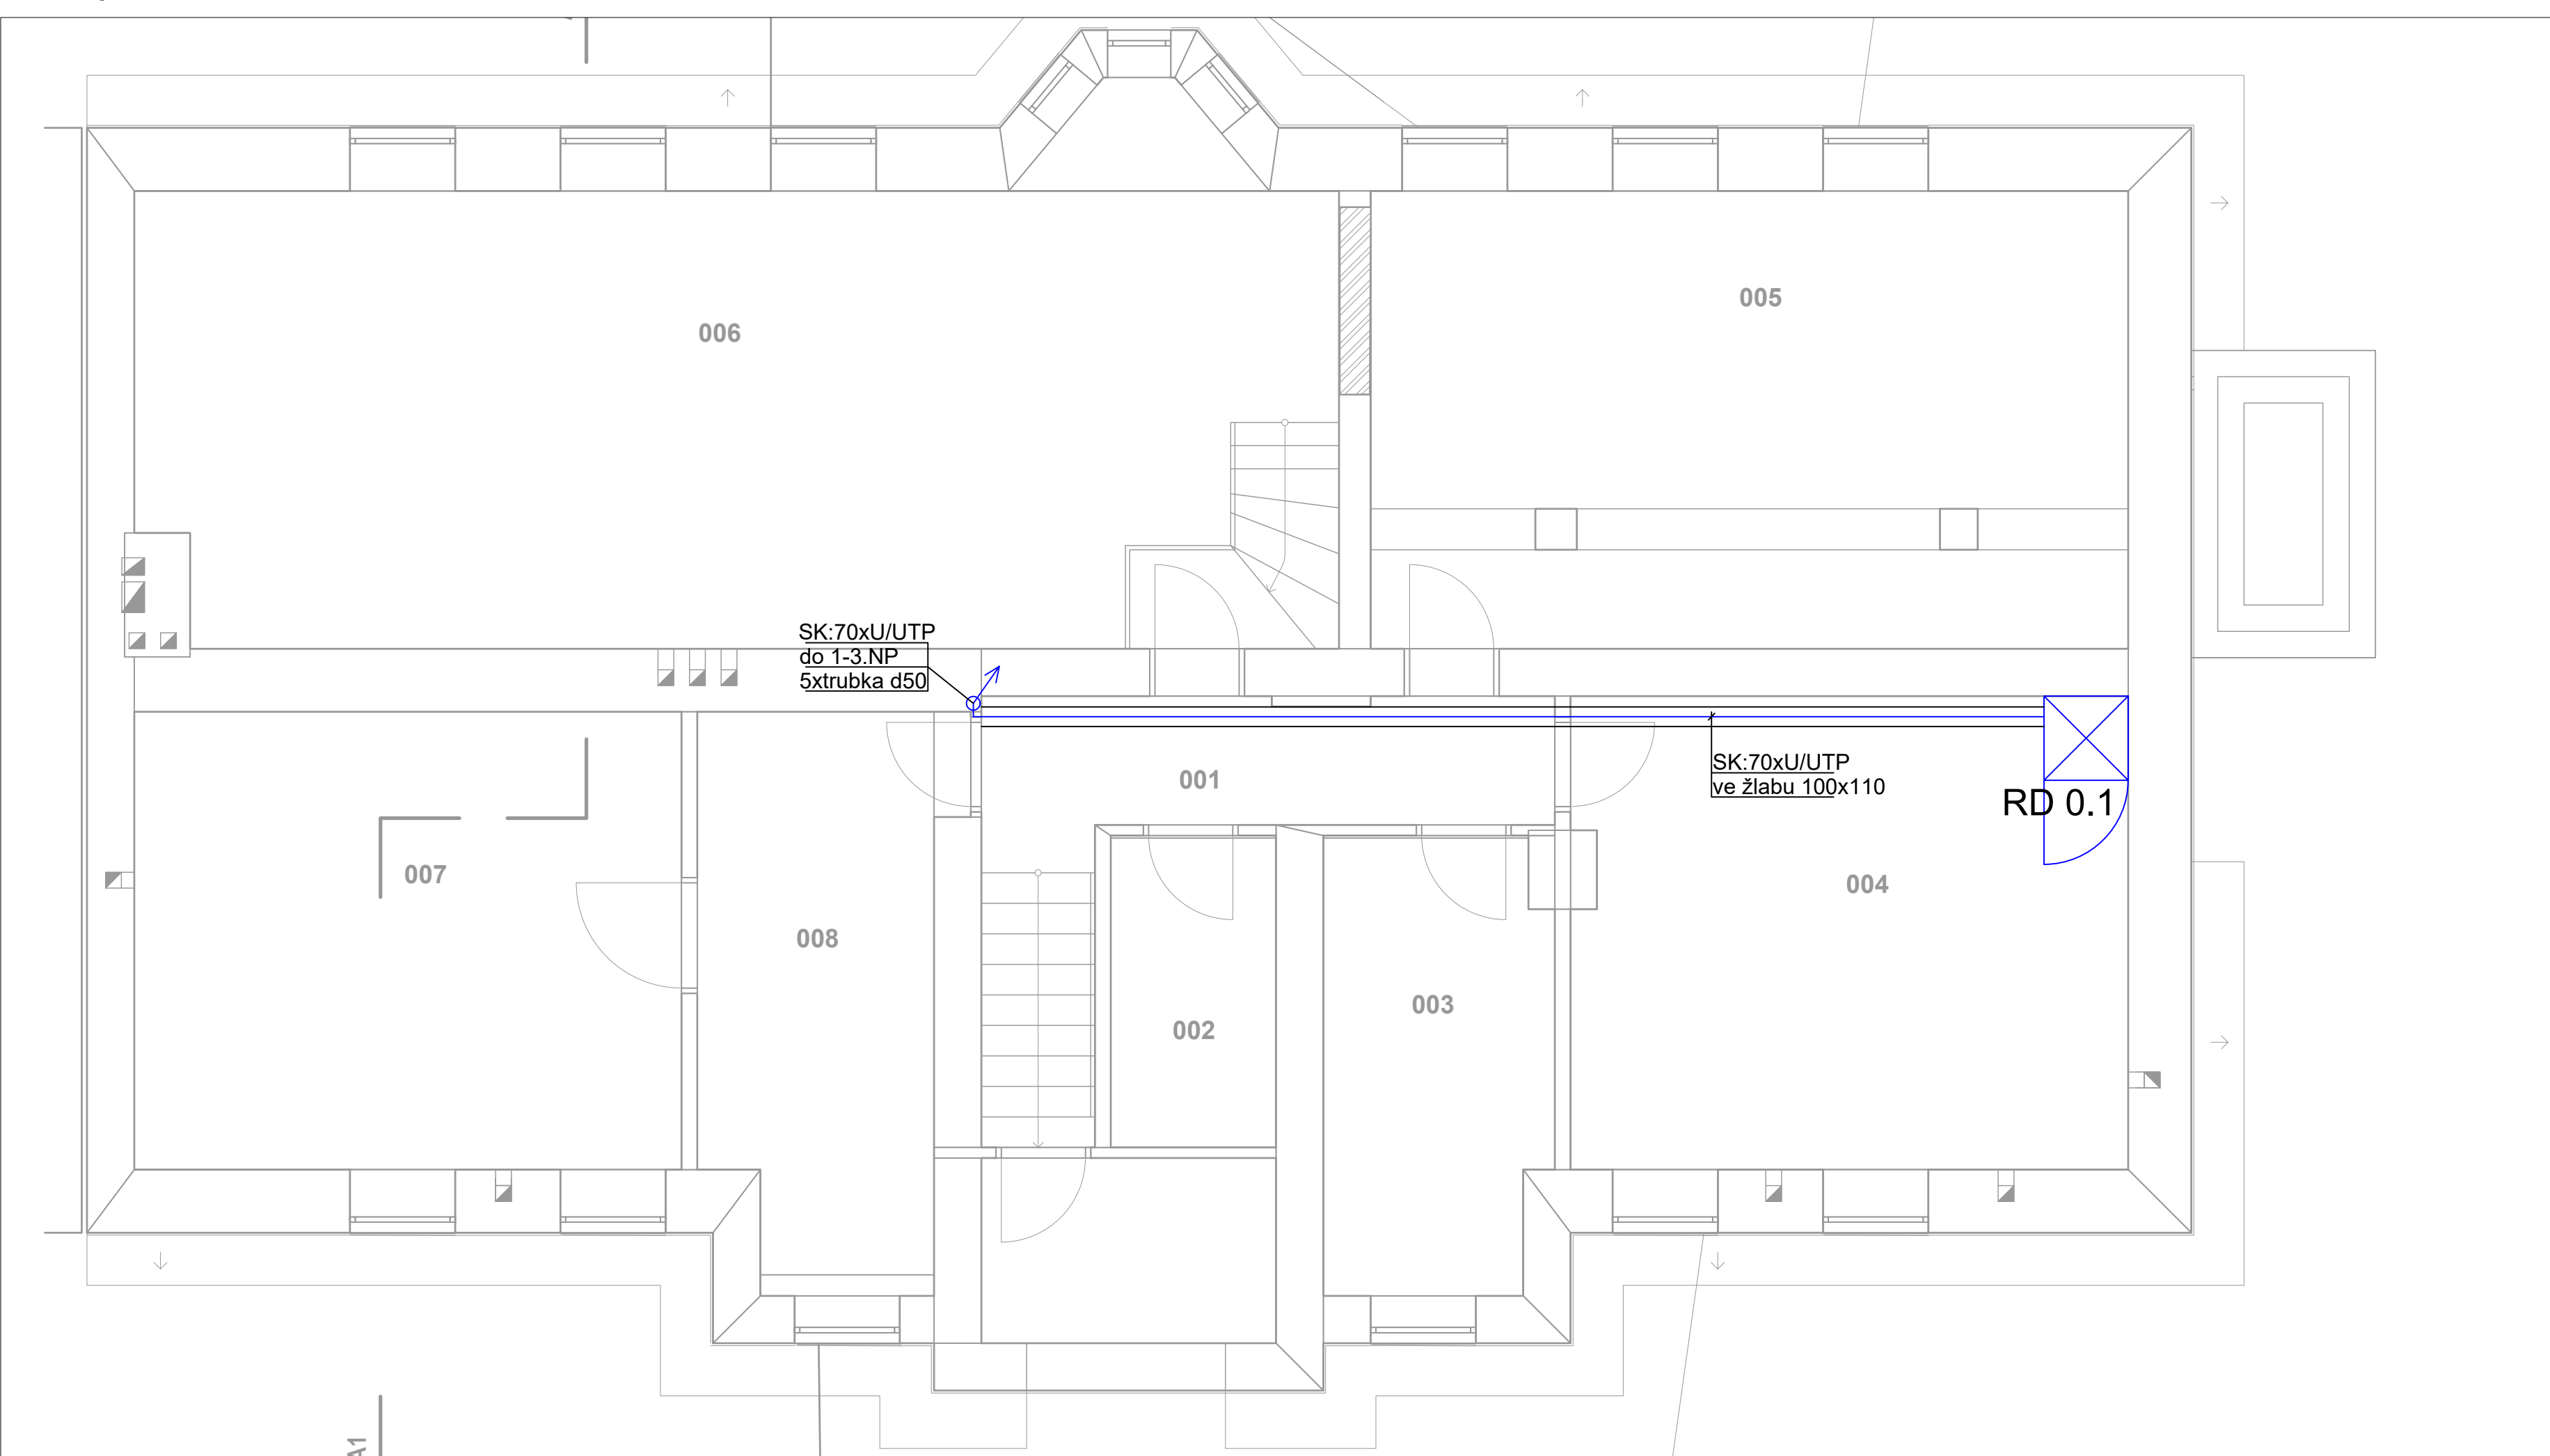 005
006
SK:70xU/UTP
do 1-3.NP
5xtrubka d50
SK:70xU/UTP
ve žlabu 100x110
001
RD 0.1
007
004
008
003
002
A1